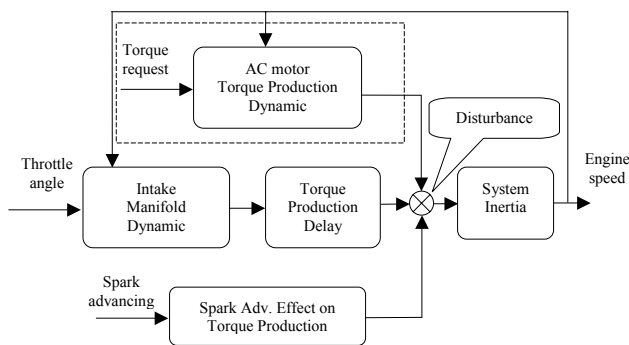 Torque
request
AC motor
Torque Production
Dynamic
Disturbance
Throttle
angle
Intake
Manifold
Dynamic
Torque
Production
Delay
System
Inertia
Engine
speed
Spark
advancing
Spark Adv. Effect on
Torque Production